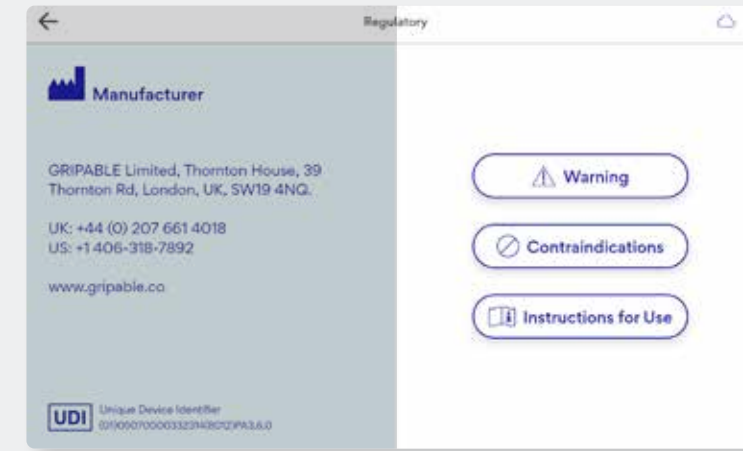 Regulatory
Manufacturer
GRIPABLE Limited, Thornton House, 39
Thornton Rd, London, UK, SW19 4NQ.
UK: +44 (0) 207 661 4018
US: +1 406-318-7892
www.gripable.co
UDI
Unique Device Identifier
Warning
Contraindications
Instructions for Use